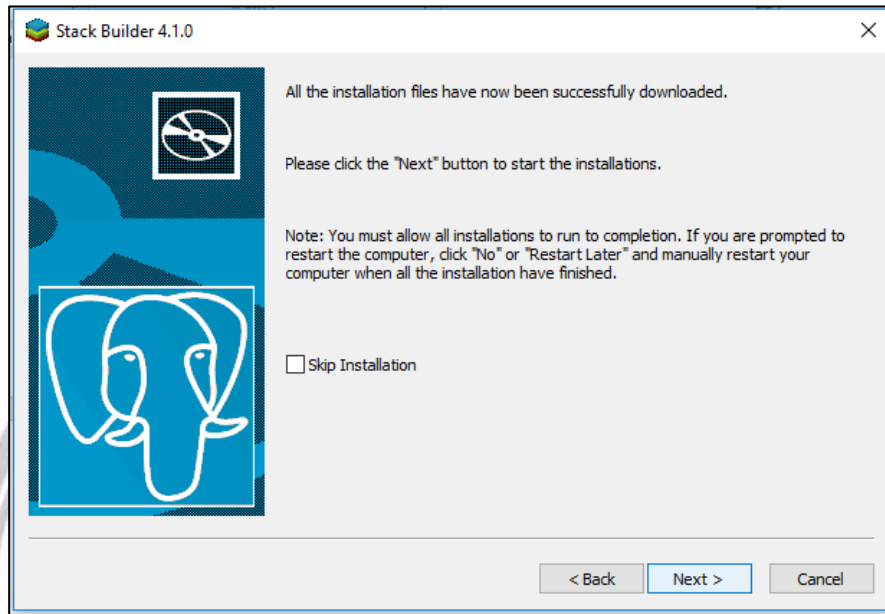 Stack Builder 4.1.0
All the installation files have now been successfully downloaded.
Please click the "Next" button to start the installations.
Note: You must allow all installations to run to completion. If you are prompted to
restart the computer, click "No" or "Restart Later" and manually restart your
computer when all the installation have finished.
Skip Installation
< Back
Next >
Cancel